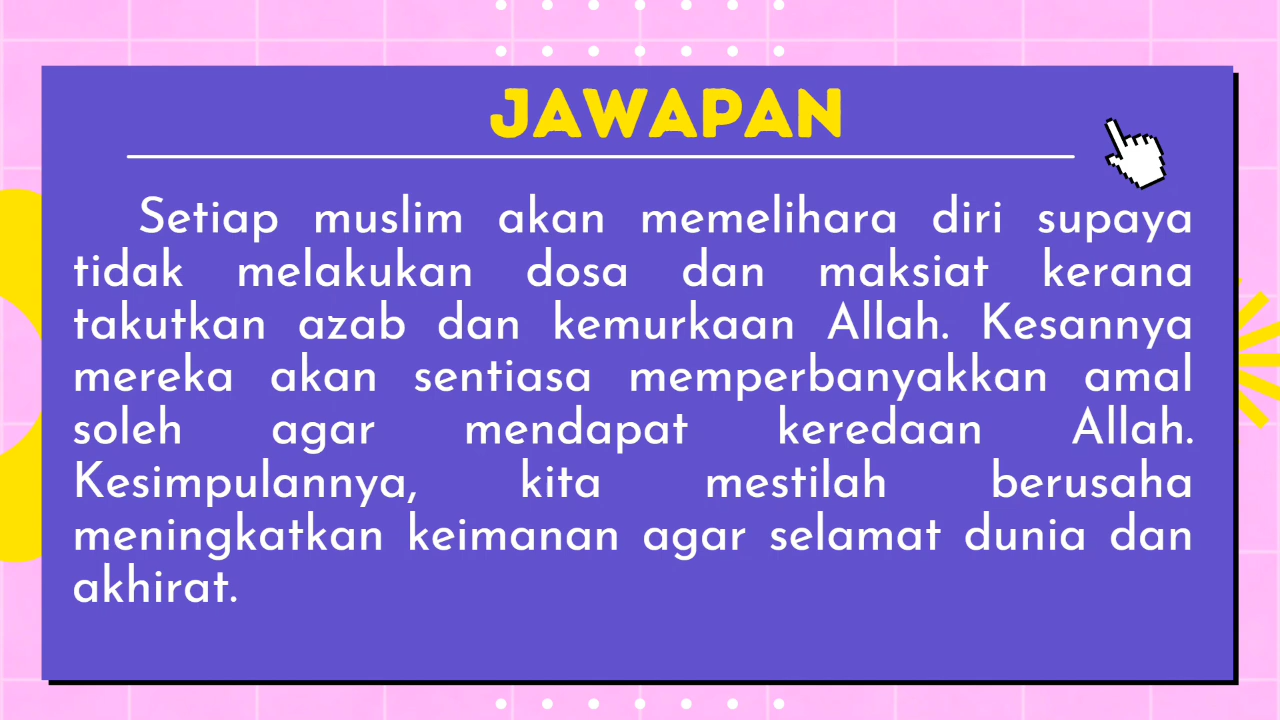 JAWAPAN
Setiap muslim akan memelihara diri supaya
tidak melakukan dosa dan maksiat kerana
takutkan azab dan kemurkaan Allah. Kesannya
mereka akan sentiasa memperbanyakkan amal
soleh agar mendapat keredaan Allah.
Kesimpulannya, kita mestilah berusaha
meningkatkan keimanan agar selamat dunia dan
akhirat.